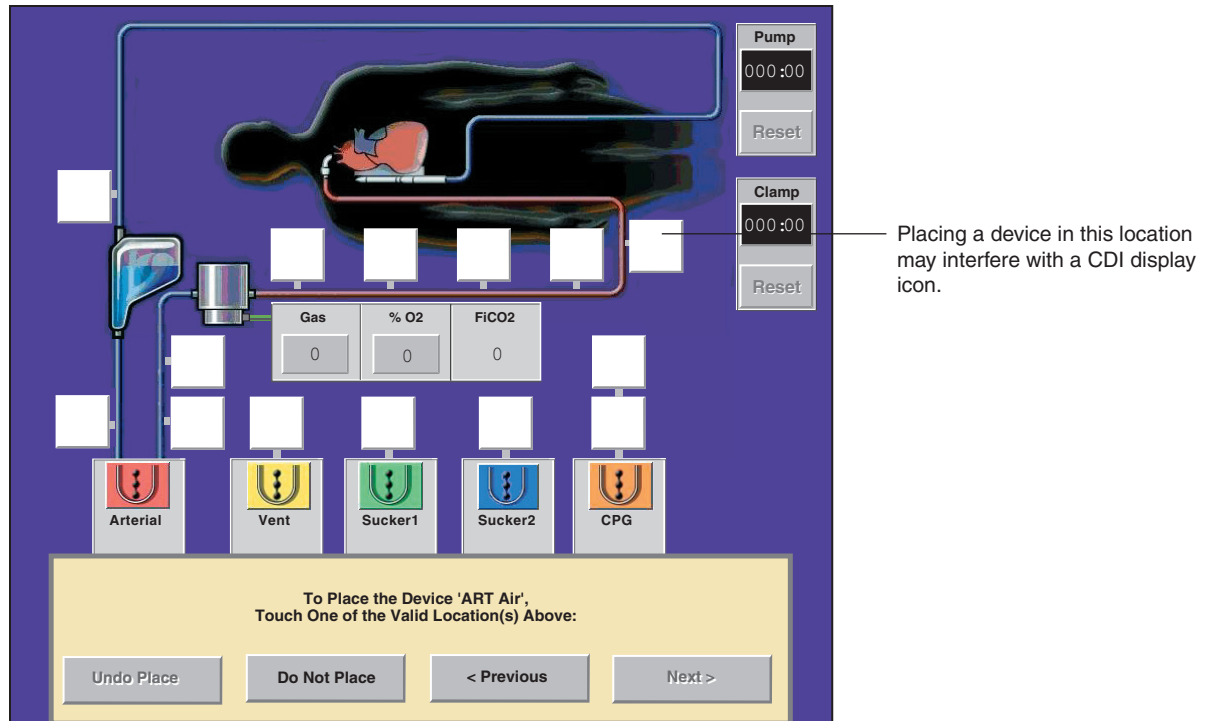 Pump
000:00
Reset
Clamp
000:00
Reset
Placing a device in this location
may interfere with a CDI display
icon.
Gas
% O2
FiCO2
0
0
0
Arterial
Vent
Sucker1
Sucker2
CPG
To Place the Device 'ART Air',
Touch One of the Valid Location(s) Above:
Undo Place
Do Not Place
< Previous
Next >